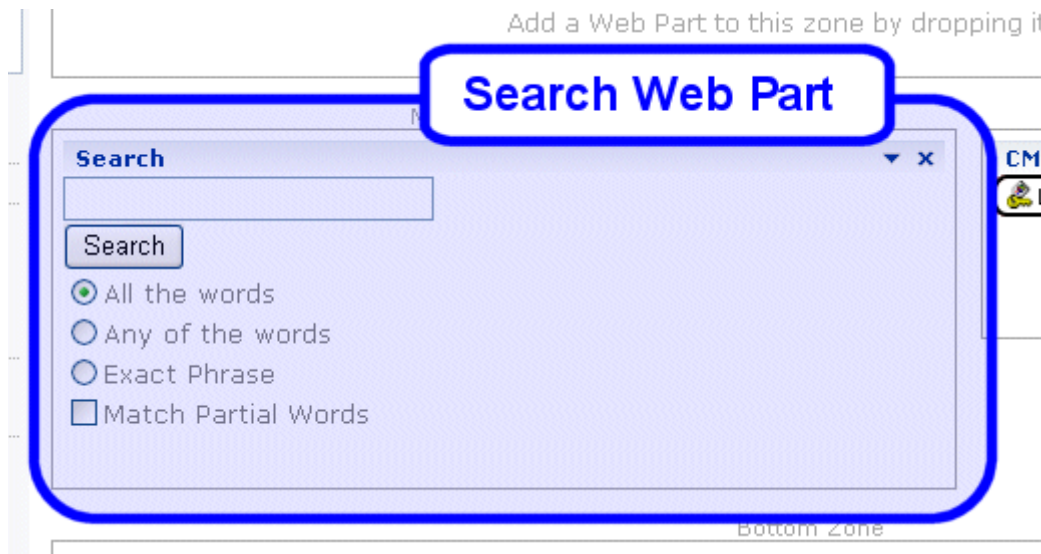 Add a Web Part to this zone by dropping it
Search Web Part
Search
CM
Search
All the words
Any of the words
Exact Phrase
Match Partial Words
Bottom Zone